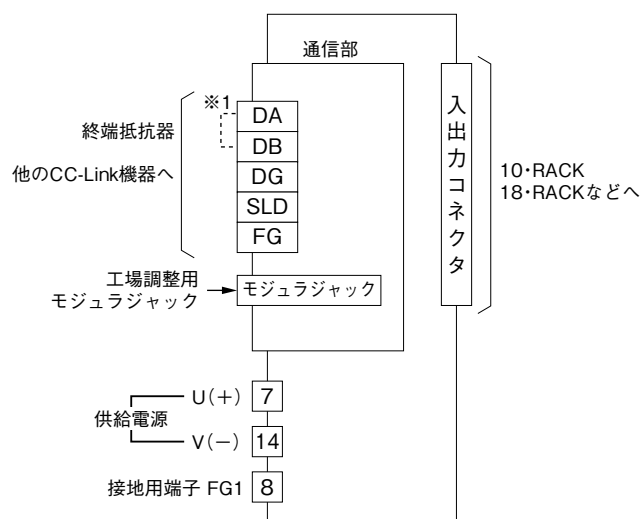 通信部
※1
DA
DB
DG
SLD
FG
終端抵抗器
他のCC-Link機器へ
工場調整用
モジュラジャック
モジュラジャック
入出力コネクタ
10・RACK
18・RACKなどへ
U(+) 7
供給電源
V(−) 14
接地用端子 FG1 8